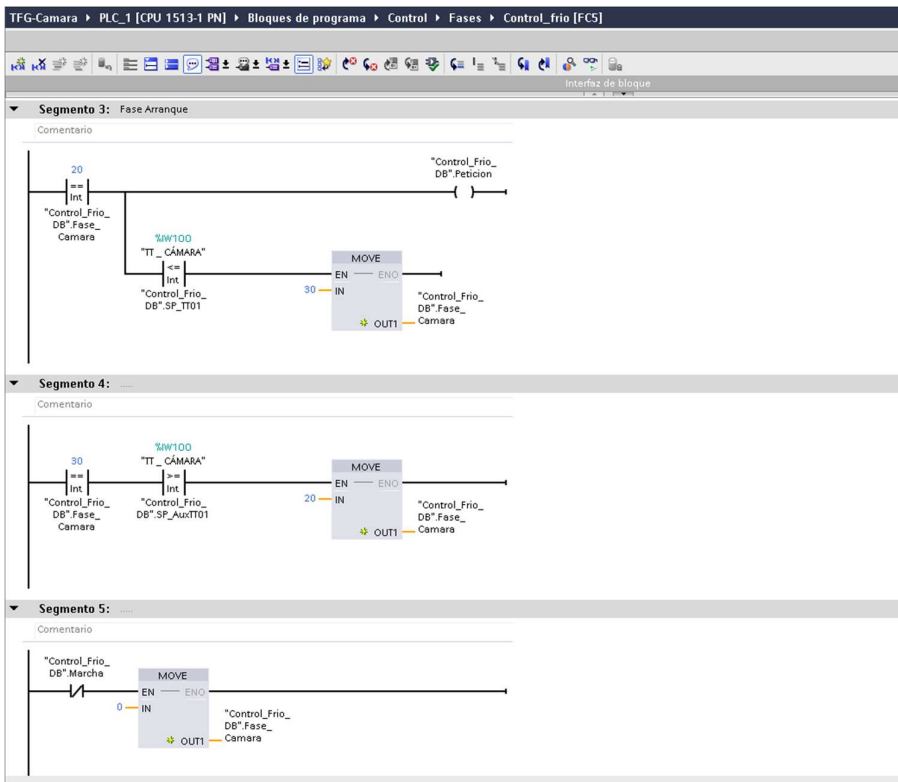 TFG-Camara ▸ PLC_1 [CPU 1513-1 PN] ▸ Bloques de programa ▸ Control ▸ Fases ▸ Control_frio [FC5]
Interfaz de bloque
Segmento 3: Fase Arranque
Comentario
20
==
Int
"Control_Frio_
DB".Fase_
Camara
"Control_Frio_
DB".Peticion
%IW100
"TT _ CÁMARA"
<=
Int
"Control_Frio_
DB".SP_TT01
MOVE
EN ENO
30 IN
OUT1
"Control_Frio_
DB".Fase_
Camara
Segmento 4: .....
Comentario
30
==
Int
"Control_Frio_
DB".Fase_
Camara
%IW100
"TT _ CÁMARA"
>=
Int
"Control_Frio_
DB".SP_AuxTT01
MOVE
EN ENO
20 IN
OUT1
"Control_Frio_
DB".Fase_
Camara
Segmento 5: .....
Comentario
"Control_Frio_
DB".Marcha
MOVE
EN ENO
0 IN
OUT1
"Control_Frio_
DB".Fase_
Camara